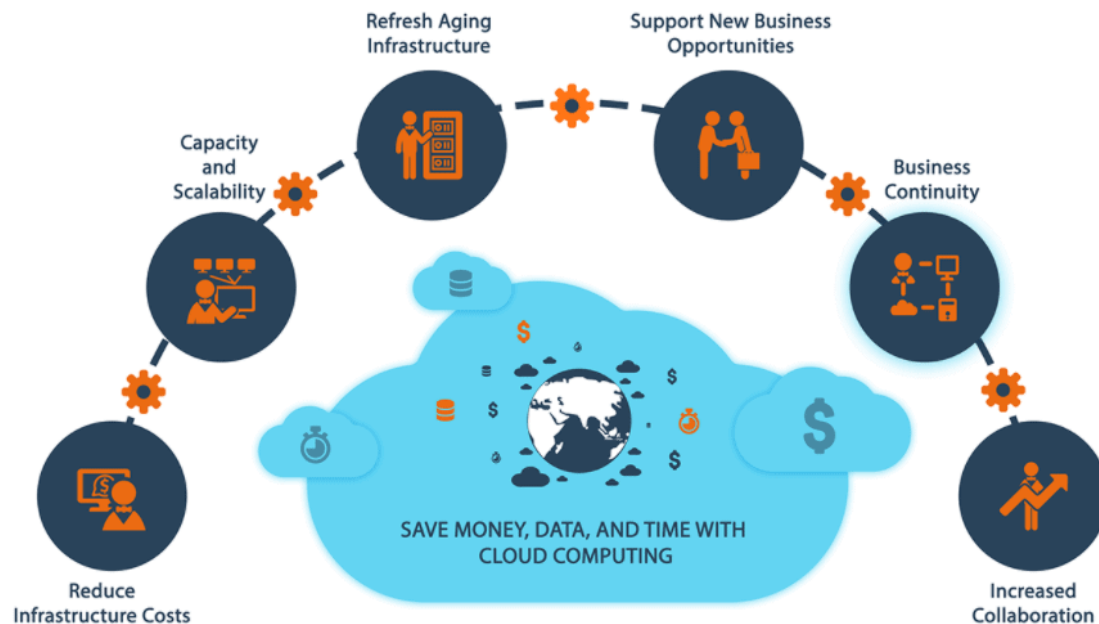 Refresh Aging
Infrastructure
Support New Business
Opportunities
Capacity
and
Scalability
Business
Continuity
$
$
$
$
$
$
SAVE MONEY, DATA, AND TIME WITH
CLOUD COMPUTING
Reduce
Infrastructure Costs
Increased
Collaboration